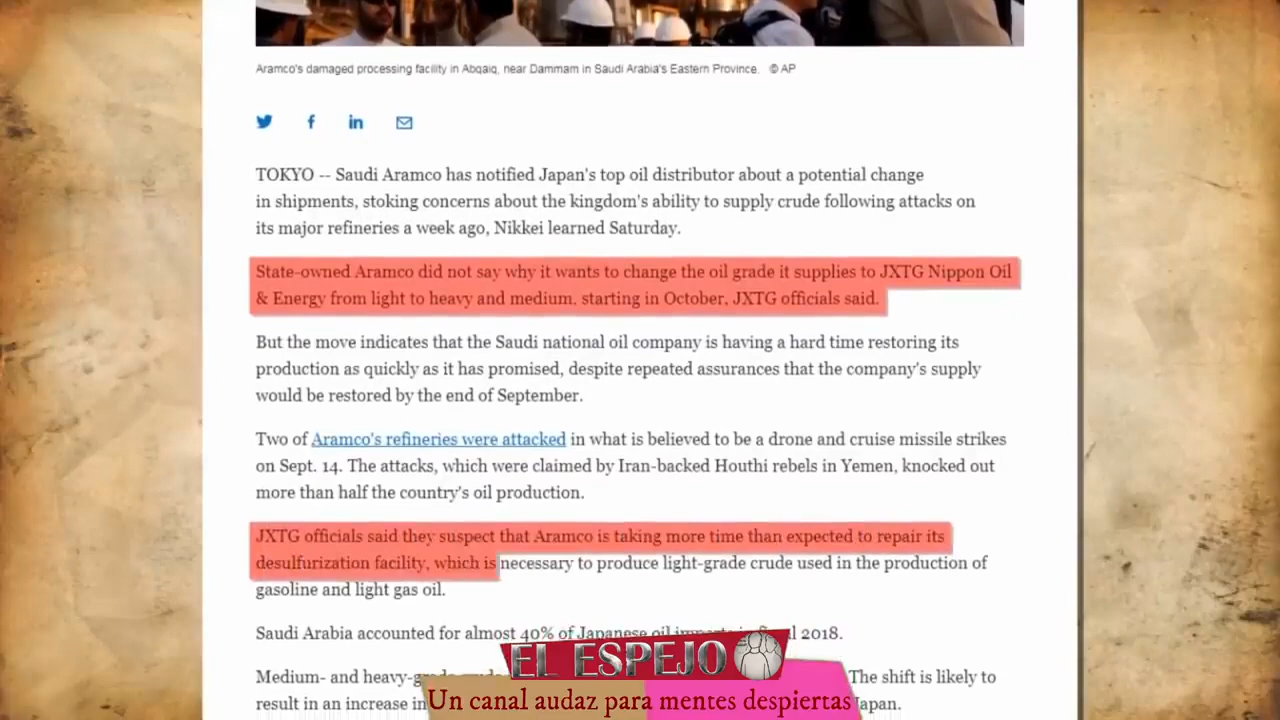 Aramco's damaged processing facility in Abqaiq, near Dammam in Saudi Arabia's Eastern Province. © AP
TOKYO -- Saudi Aramco has notified Japan's top oil distributor about a potential change
in shipments, stoking concerns about the kingdom's ability to supply crude following attacks on
its major refineries a week ago, Nikkei learned Saturday.
State-owned Aramco did not say why it wants to change the oil grade it supplies to JXTG Nippon Oil
& Energy from light to heavy and medium, starting in October, JXTG officials said.
But the move indicates that the Saudi national oil company is having a hard time restoring its
production as quickly as it has promised, despite repeated assurances that the company's supply
would be restored by the end of September.
Two of Aramco's refineries were attacked in what is believed to be a drone and cruise missile strikes
on Sept. 14. The attacks, which were claimed by Iran-backed Houthi rebels in Yemen, knocked out
more than half the country's oil production.
JXTG officials said they suspect that Aramco is taking more time than expected to repair its
desulfurization facility, which is necessary to produce light-grade crude used in the production of
gasoline and light gas oil.
Saudi Arabia accounted for almost 40% of Japanese oil 2018.
Medium- and The shift is likely to
result in an increase in Japan.
EL ESPEJO
Un canal audaz para mentes despiertas